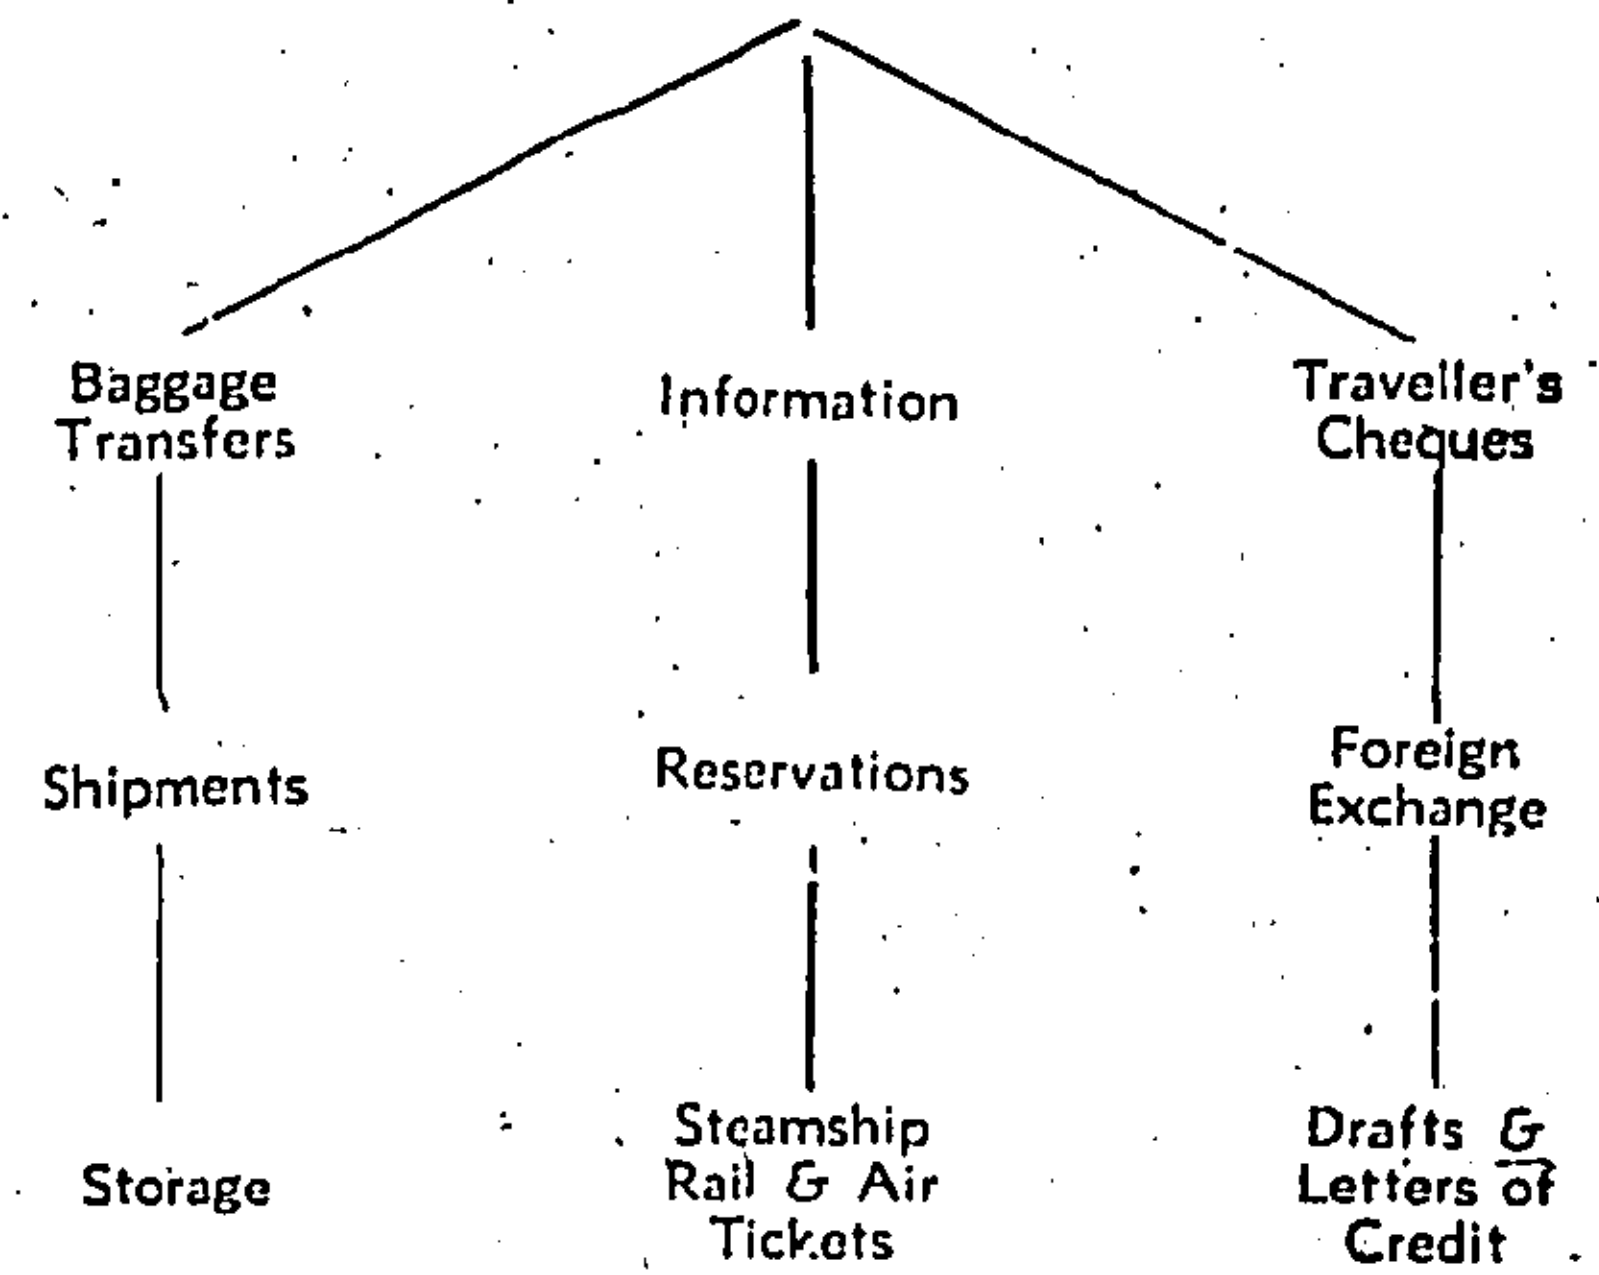 Baggage
Transfers
Information
Traveller's
Cheques
Shipments
Reservations
Foreign
Exchange
Storage
Steamship
Rail & Air
Tickets
Drafts &
Letters of
Credit